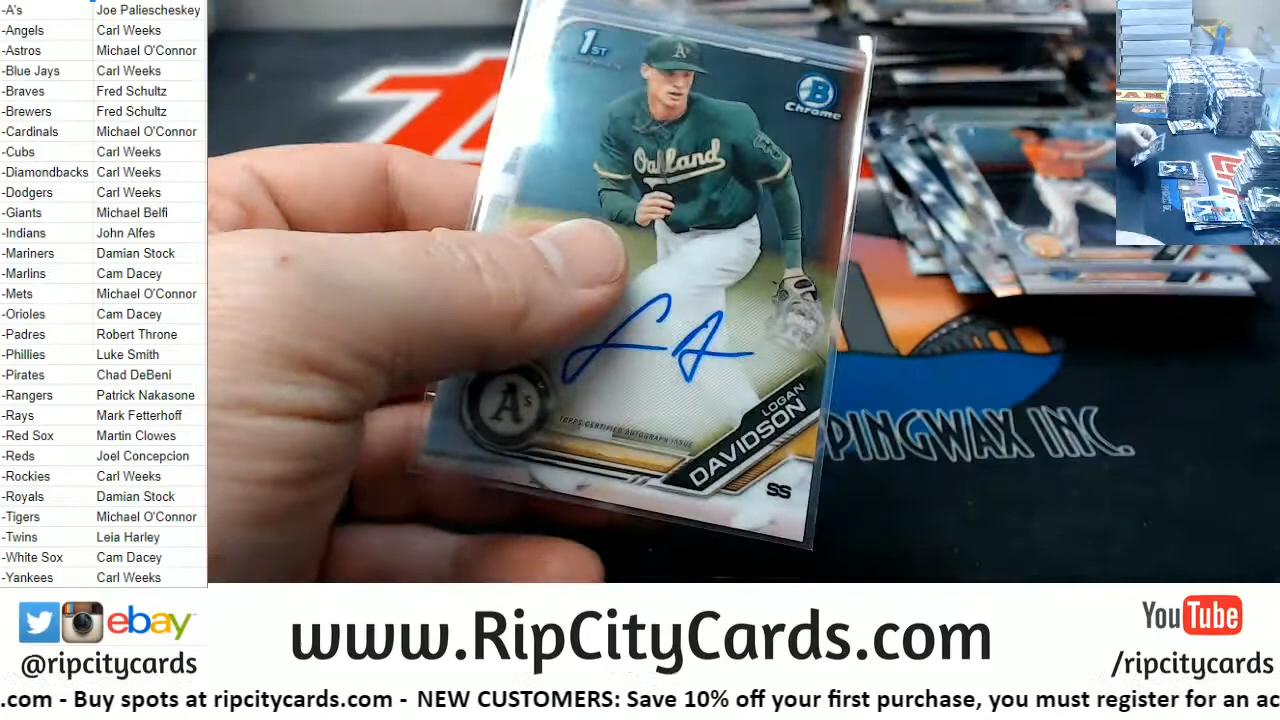 -A's Joe Paliescheskey
-Angels Carl Weeks
-Astros Michael O'Connor
-Blue Jays Carl Weeks
-Braves Fred Schultz
-Brewers Fred Schultz
-Cardinals Michael O'Connor
-Cubs Carl Weeks
-Diamondbacks Carl Weeks
-Dodgers Carl Weeks
-Giants Michael Belfi
-Indians John Alfes
-Mariners Damian Stock
-Marlins Cam Dacey
-Mets Michael O'Connor
-Orioles Cam Dacey
-Padres Robert Throne
-Phillies Luke Smith
-Pirates Chad DeBeni
-Rangers Patrick Nakasone
-Rays Mark Fetterhoff
-Red Sox Martin Clowes
-Reds Joel Concepcion
-Rockies Carl Weeks
-Royals Damian Stock
-Tigers Michael O'Connor
-Twins Leia Harley
-White Sox Cam Dacey
-Yankees Carl Weeks
1ST
B
Chrome
A's
Oakland
A's
TOPPS CERTIFIED AUTOGRAPH ISSUE
LOGAN
DAVIDSON
SS
PINGWAX INC.
ebay
@ripcitycards
www.RipCityCards.com
YouTube
/ripcitycards
.com - Buy spots at ripcitycards.com - NEW CUSTOMERS: Save 10% off your first purchase, you must register for an ac